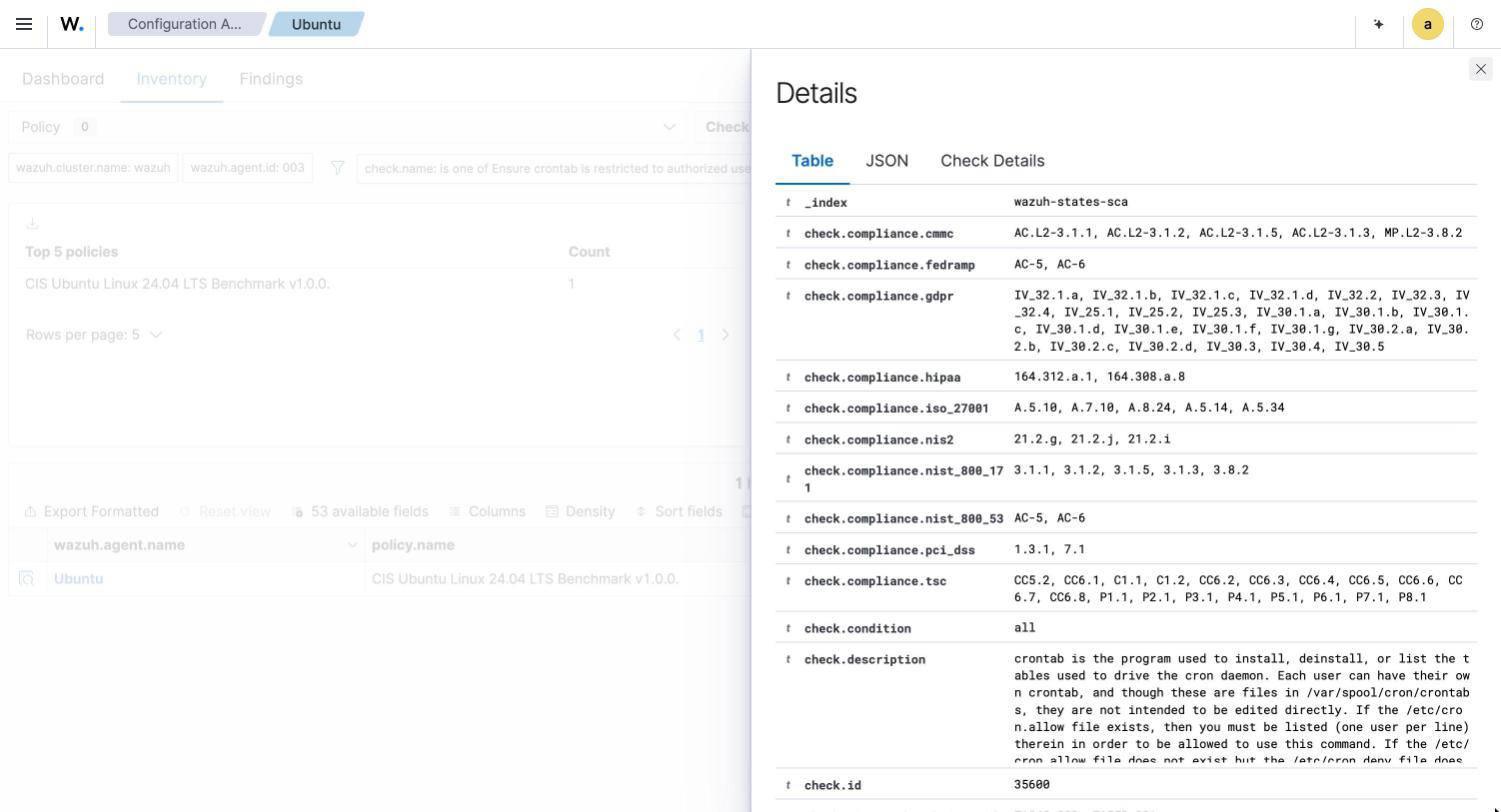 W. Configuration A... Ubuntu a
Dashboard Inventory Findings
Policy 0 Check
wazuh.cluster.name: wazuh wazuh.agent.id: 003 check.name: is one of Ensure crontab is restricted to authorized use
Top 5 policies Count
CIS Ubuntu Linux 24.04 LTS Benchmark v1.0.0. 1
Rows per page: 5 1
1
Export Formatted Reset view 53 available fields Columns Density Sort fields
wazuh.agent.name policy.name
Ubuntu CIS Ubuntu Linux 24.04 LTS Benchmark v1.0.0.
Details
Table JSON Check Details
t _index wazuh-states-sca
t check.compliance.cmmc AC.L2-3.1.1, AC.L2-3.1.2, AC.L2-3.1.5, AC.L2-3.1.3, MP.L2-3.8.2
t check.compliance.fedramp AC-5, AC-6
t check.compliance.gdpr IV_32.1.a, IV_32.1.b, IV_32.1.c, IV_32.1.d, IV_32.2, IV_32.3, IV
_32.4, IV_25.1, IV_25.2, IV_25.3, IV_30.1.a, IV_30.1.b, IV_30.1.
c, IV_30.1.d, IV_30.1.e, IV_30.1.f, IV_30.1.g, IV_30.2.a, IV_30.
2.b, IV_30.2.c, IV_30.2.d, IV_30.3, IV_30.4, IV_30.5
t check.compliance.hipaa 164.312.a.1, 164.308.a.8
t check.compliance.iso_27001 A.5.10, A.7.10, A.8.24, A.5.14, A.5.34
t check.compliance.nis2 21.2.g, 21.2.j, 21.2.i
t check.compliance.nist_800_17 3.1.1, 3.1.2, 3.1.5, 3.1.3, 3.8.2
1
t check.compliance.nist_800_53 AC-5, AC-6
t check.compliance.pci_dss 1.3.1, 7.1
t check.compliance.tsc CC5.2, CC6.1, C1.1, C1.2, CC6.2, CC6.3, CC6.4, CC6.5, CC6.6, CC
6.7, CC6.8, P1.1, P2.1, P3.1, P4.1, P5.1, P6.1, P7.1, P8.1
t check.condition all
t check.description crontab is the program used to install, deinstall, or list the t
ables used to drive the cron daemon. Each user can have their ow
n crontab, and though these are files in /var/spool/cron/crontab
s, they are not intended to be edited directly. If the /etc/cro
n.allow file exists, then you must be listed (one user per line)
therein in order to be allowed to use this command. If the /etc/
cron.allow file does not exist but the /etc/cron.deny file does
t check.id 35600